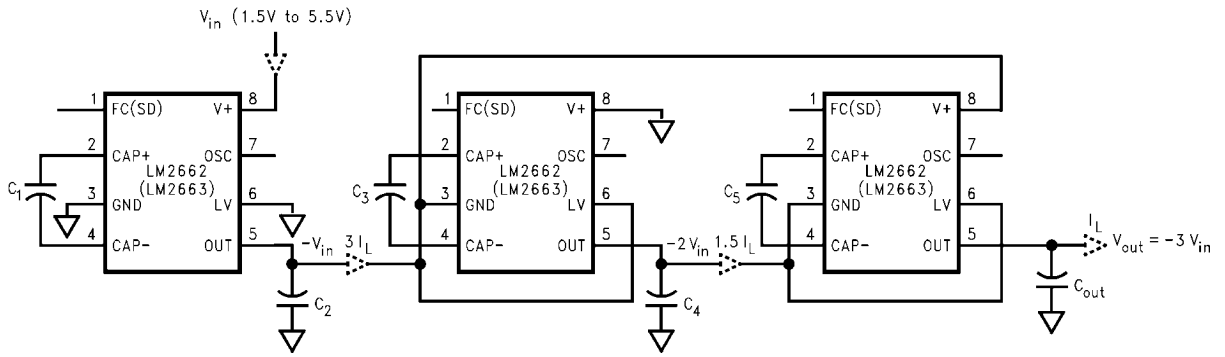 V_in (1.5V to 5.5V)
1 FC(SD) V+ 8
2 CAP+ OSC 7
LM2662
(LM2663)
3 GND LV 6
4 CAP- OUT 5
C_1
-V_in 3 I_L
C_2
1 FC(SD) V+ 8
2 CAP+ OSC 7
LM2662
(LM2663)
3 GND LV 6
4 CAP- OUT 5
C_3
-2 V_in 1.5 I_L
C_4
1 FC(SD) V+ 8
2 CAP+ OSC 7
LM2662
(LM2663)
3 GND LV 6
4 CAP- OUT 5
C_5
I_L
V_out = -3 V_in
C_out